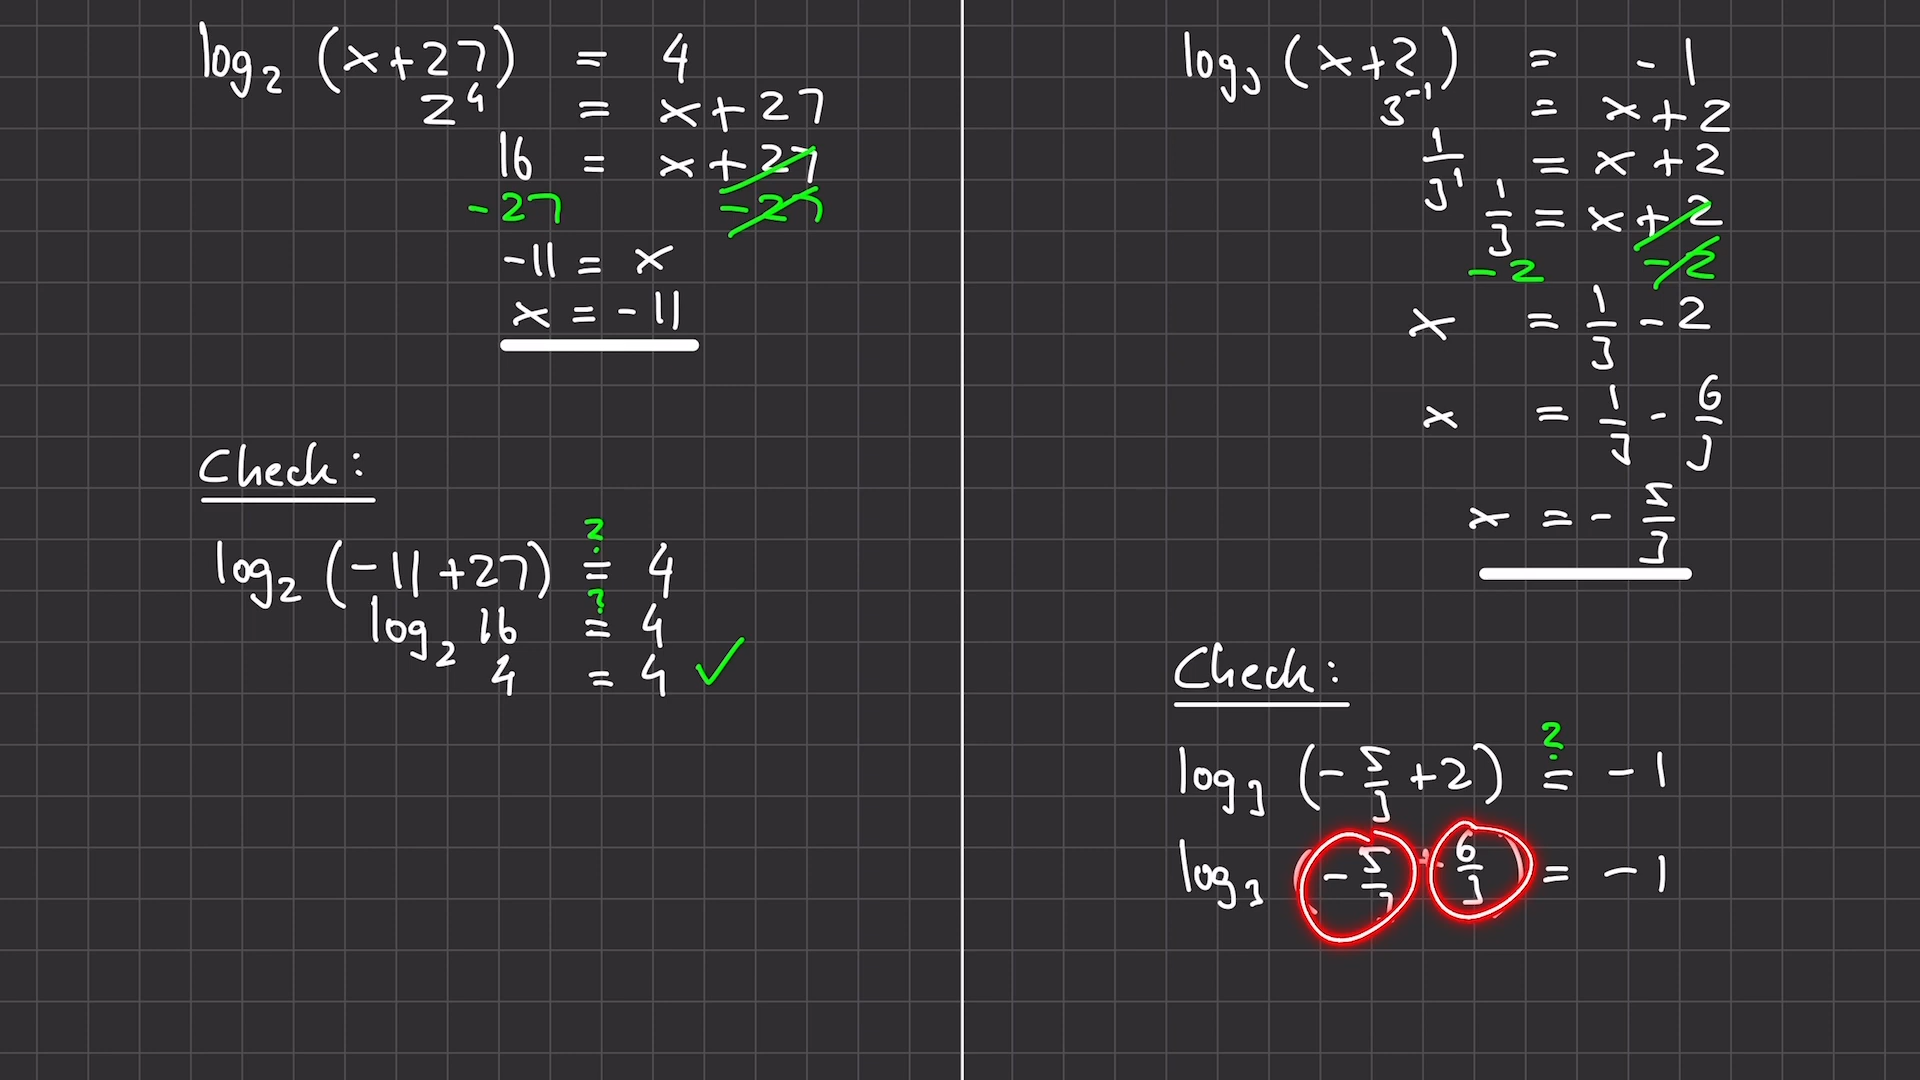 log₂ (x+27) = 4
2⁴ = x+27
16 = x+27
-27 -27
-11 = x
x = -11
Check:
log₂ (-11+27) ≟ 4
log₂ 16 ≟ 4
4 = 4 ✓
log₃ (x+2) = -1
3⁻¹ = x+2
1/3¹ = x+2
1/3 = x+2
-2 -2
x = 1/3 - 2
x = 1/3 - 6/3
x = - 5/3
Check:
log₃ (-5/3 +2) ≟ -1
log₃ (-5/3 + 6/3) = -1